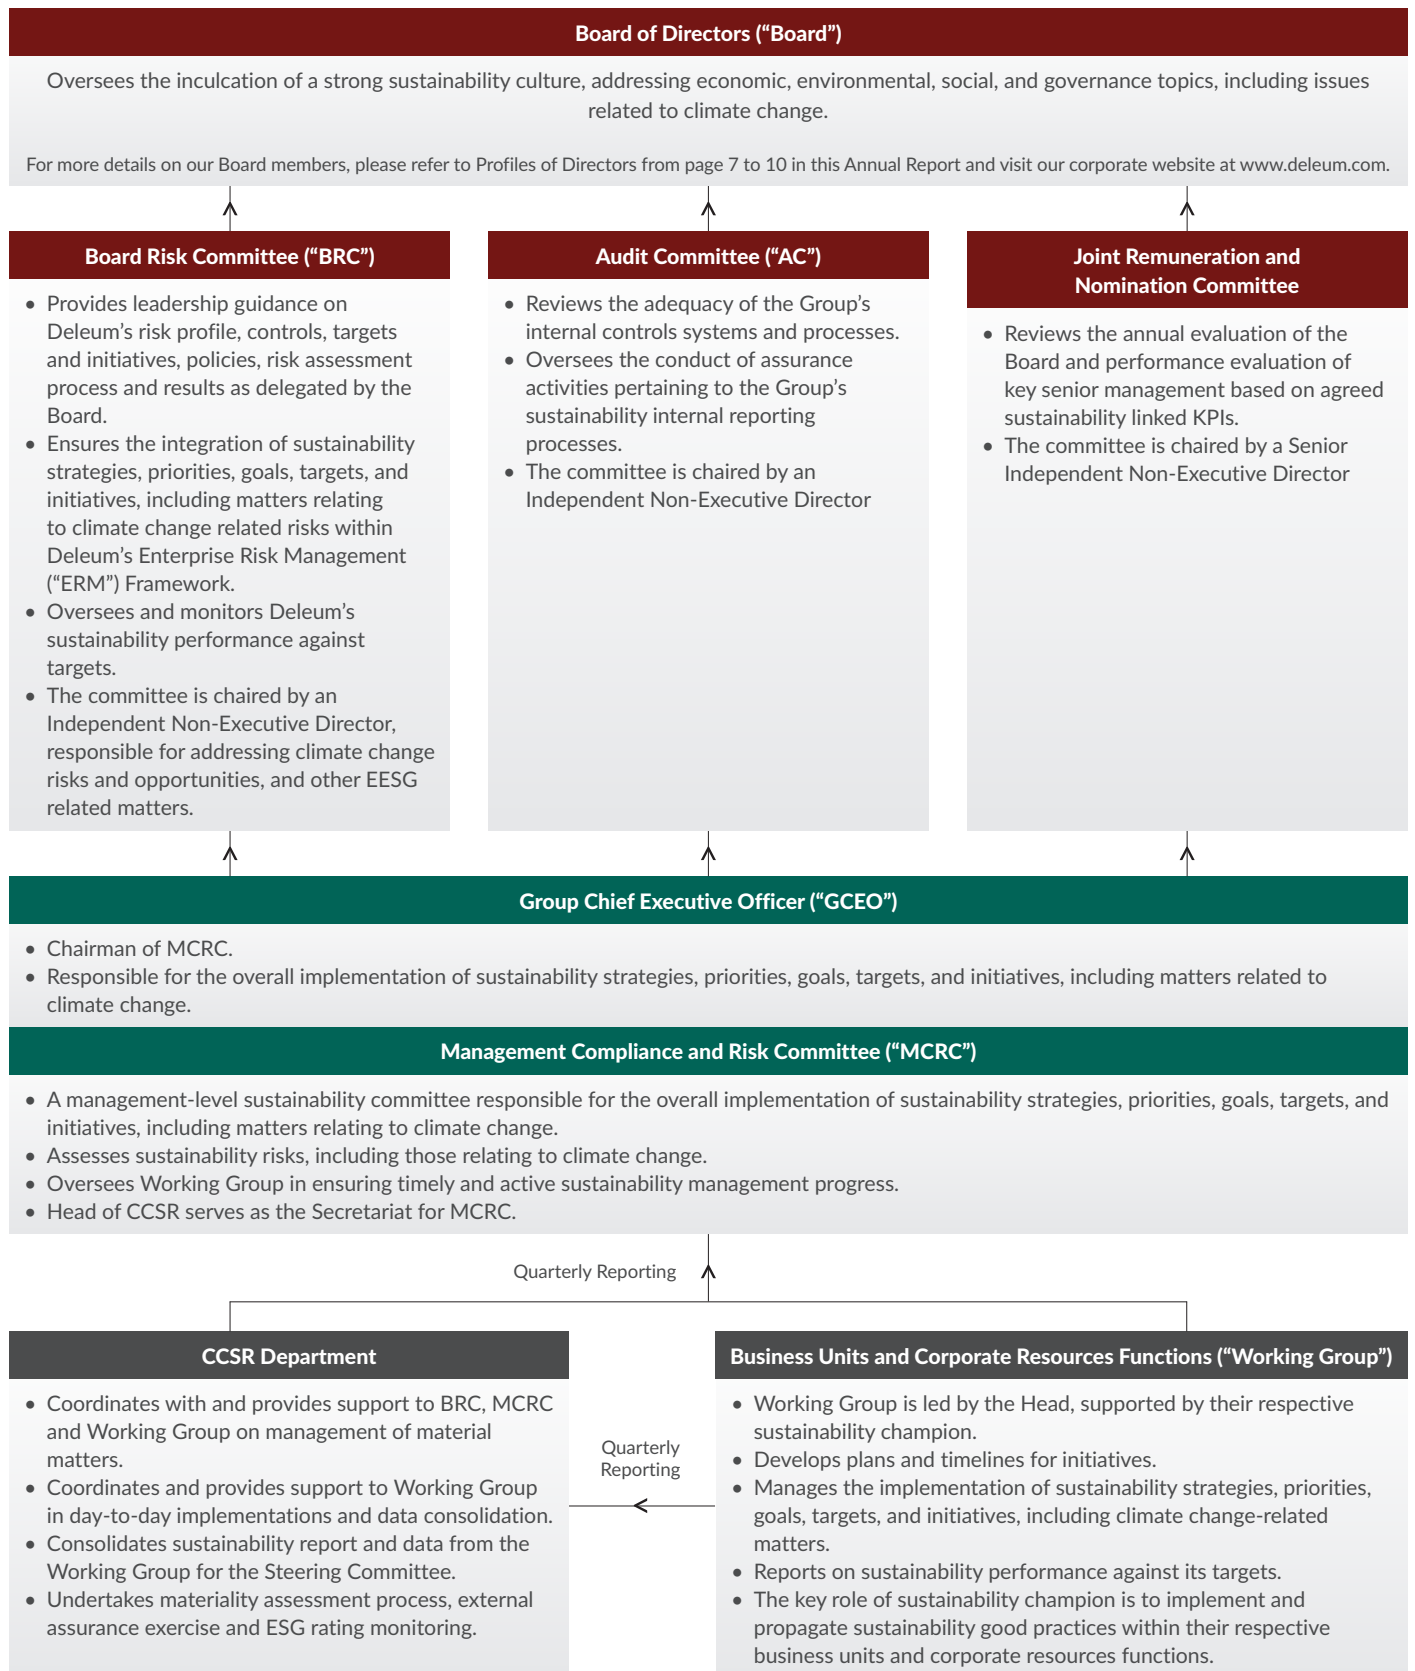 Board of Directors (“Board”)
Oversees the inculcation of a strong sustainability culture, addressing economic, environmental, social, and governance topics, including issues
related to climate change.
For more details on our Board members, please refer to Profiles of Directors from page 7 to 10 in this Annual Report and visit our corporate website at www.deleum.com.
Board Risk Committee (“BRC”)
• Provides leadership guidance on
Deleum’s risk profile, controls, targets
and initiatives, policies, risk assessment
process and results as delegated by the
Board.
• Ensures the integration of sustainability
strategies, priorities, goals, targets, and
initiatives, including matters relating
to climate change related risks within
Deleum’s Enterprise Risk Management
(“ERM”) Framework.
• Oversees and monitors Deleum’s
sustainability performance against
targets.
• The committee is chaired by an
Independent Non-Executive Director,
responsible for addressing climate change
risks and opportunities, and other EESG
related matters.
Audit Committee (“AC”)
• Reviews the adequacy of the Group’s
internal controls systems and processes.
• Oversees the conduct of assurance
activities pertaining to the Group’s
sustainability internal reporting
processes.
• The committee is chaired by an
Independent Non-Executive Director
Joint Remuneration and
Nomination Committee
• Reviews the annual evaluation of the
Board and performance evaluation of
key senior management based on agreed
sustainability linked KPIs.
• The committee is chaired by a Senior
Independent Non-Executive Director
Group Chief Executive Officer (“GCEO”)
• Chairman of MCRC.
• Responsible for the overall implementation of sustainability strategies, priorities, goals, targets, and initiatives, including matters related to
climate change.
Management Compliance and Risk Committee (“MCRC”)
• A management-level sustainability committee responsible for the overall implementation of sustainability strategies, priorities, goals, targets, and
initiatives, including matters relating to climate change.
• Assesses sustainability risks, including those relating to climate change.
• Oversees Working Group in ensuring timely and active sustainability management progress.
• Head of CCSR serves as the Secretariat for MCRC.
Quarterly Reporting
CCSR Department
• Coordinates with and provides support to BRC, MCRC
and Working Group on management of material
matters.
• Coordinates and provides support to Working Group
in day-to-day implementations and data consolidation.
• Consolidates sustainability report and data from the
Working Group for the Steering Committee.
• Undertakes materiality assessment process, external
assurance exercise and ESG rating monitoring.
Quarterly
Reporting
Business Units and Corporate Resources Functions (“Working Group”)
• Working Group is led by the Head, supported by their respective
sustainability champion.
• Develops plans and timelines for initiatives.
• Manages the implementation of sustainability strategies, priorities,
goals, targets, and initiatives, including climate change-related
matters.
• Reports on sustainability performance against its targets.
• The key role of sustainability champion is to implement and
propagate sustainability good practices within their respective
business units and corporate resources functions.